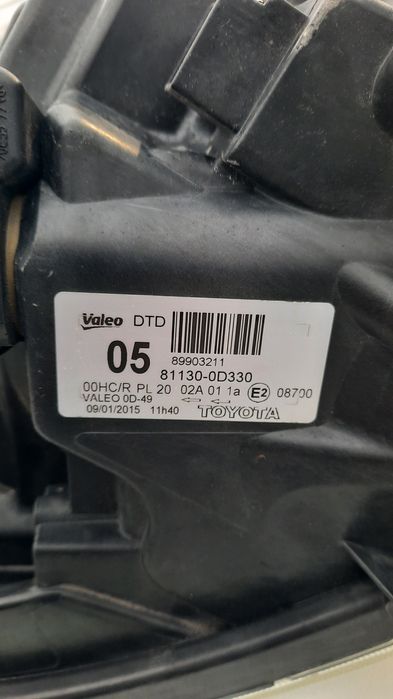 Valeo DTD
89903211
05 81130-0D330
00HC/R PL 20 02A 01 1a E2 08700
VALEO 0D-49
09/01/2015 11h40 TOYOTA